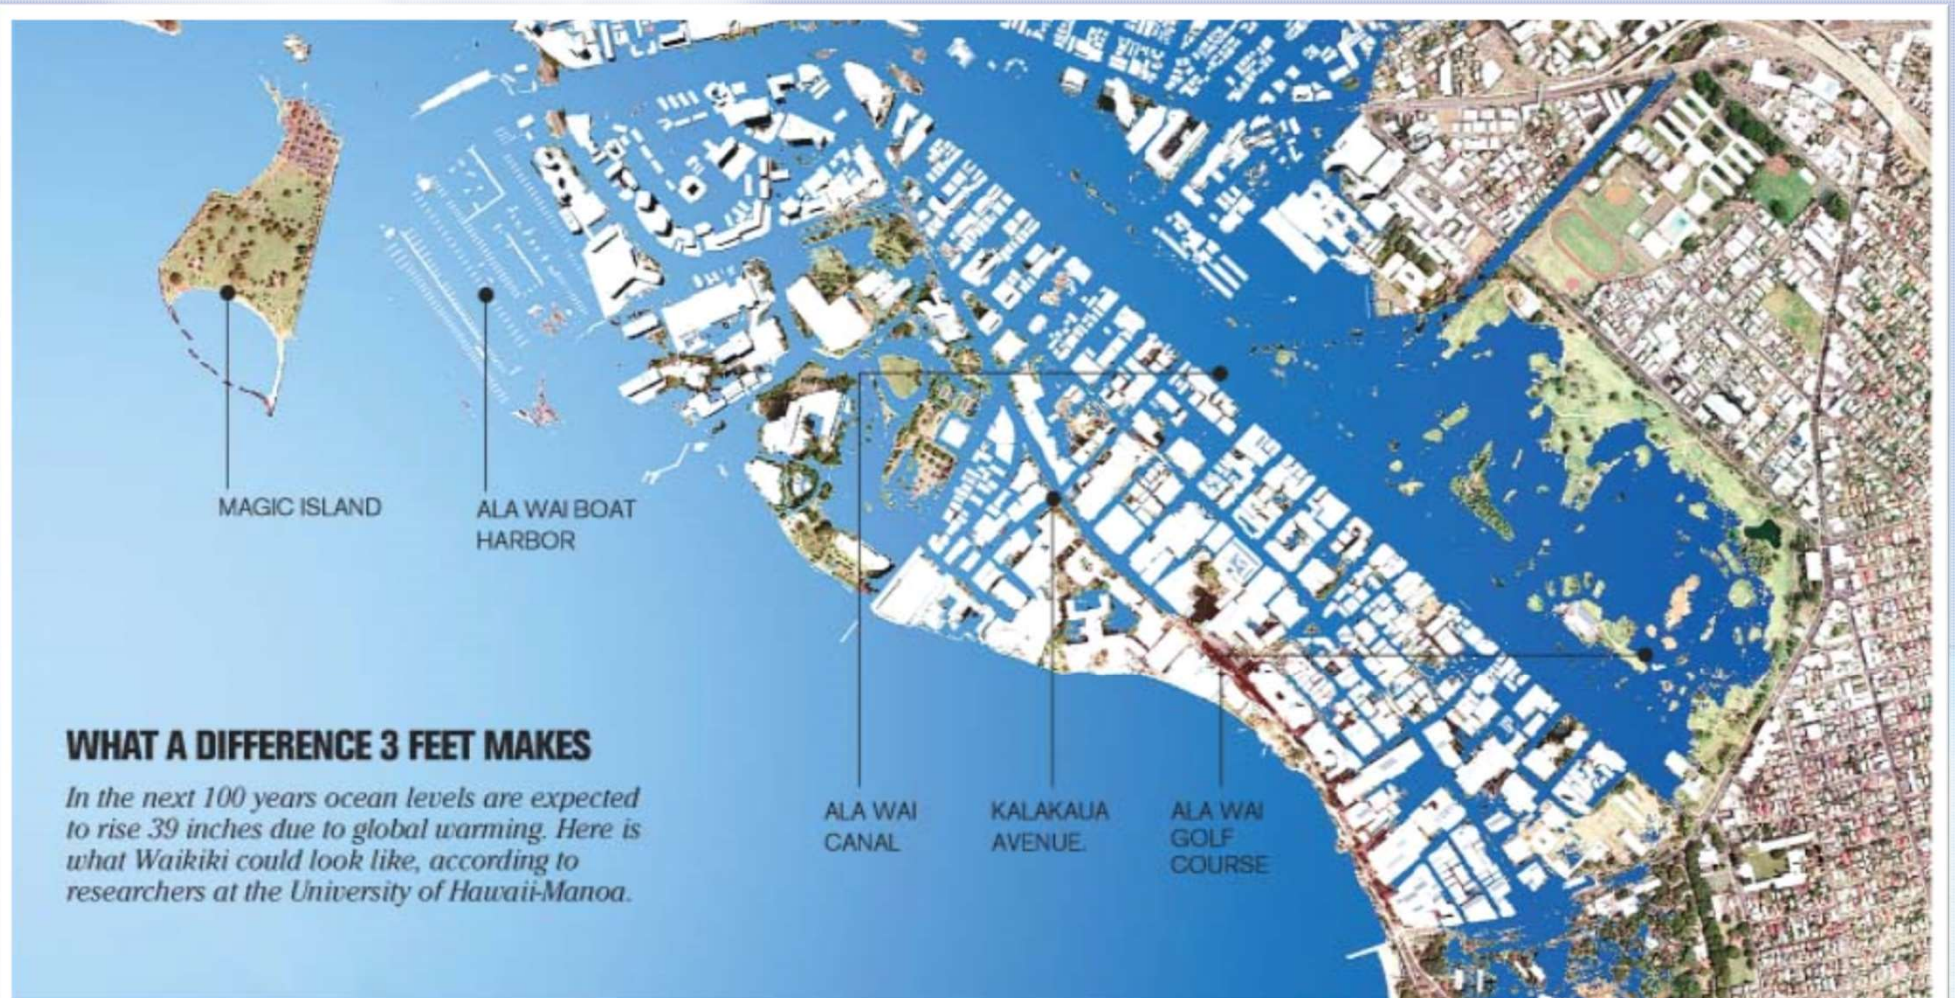 MAGIC ISLAND
ALA WAI BOAT
HARBOR
WHAT A DIFFERENCE 3 FEET MAKES
In the next 100 years ocean levels are expected
to rise 39 inches due to global warming. Here is
what Waikiki could look like, according to
researchers at the University of Hawaii-Manoa.
ALA WAI
CANAL
KALAKAUA
AVENUE
ALA WAI
GOLF
COURSE